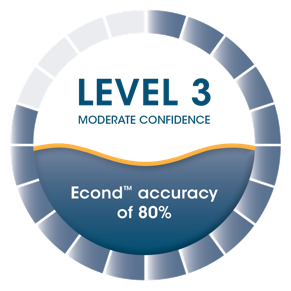 LEVEL 3
MODERATE CONFIDENCE
Econd™ accuracy
of 80%